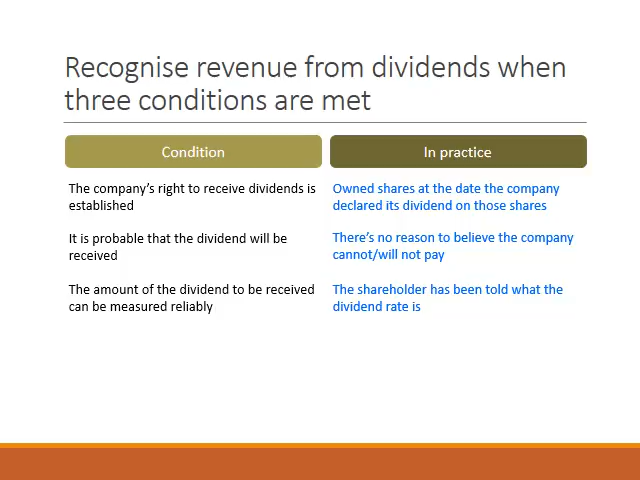 Recognise revenue from dividends when
three conditions are met
Condition
In practice
The company's right to receive dividends is
established
Owned shares at the date the company
declared its dividend on those shares
It is probable that the dividend will be
received
There's no reason to believe the company
cannot/will not pay
The amount of the dividend to be received
can be measured reliably
The shareholder has been told what the
dividend rate is